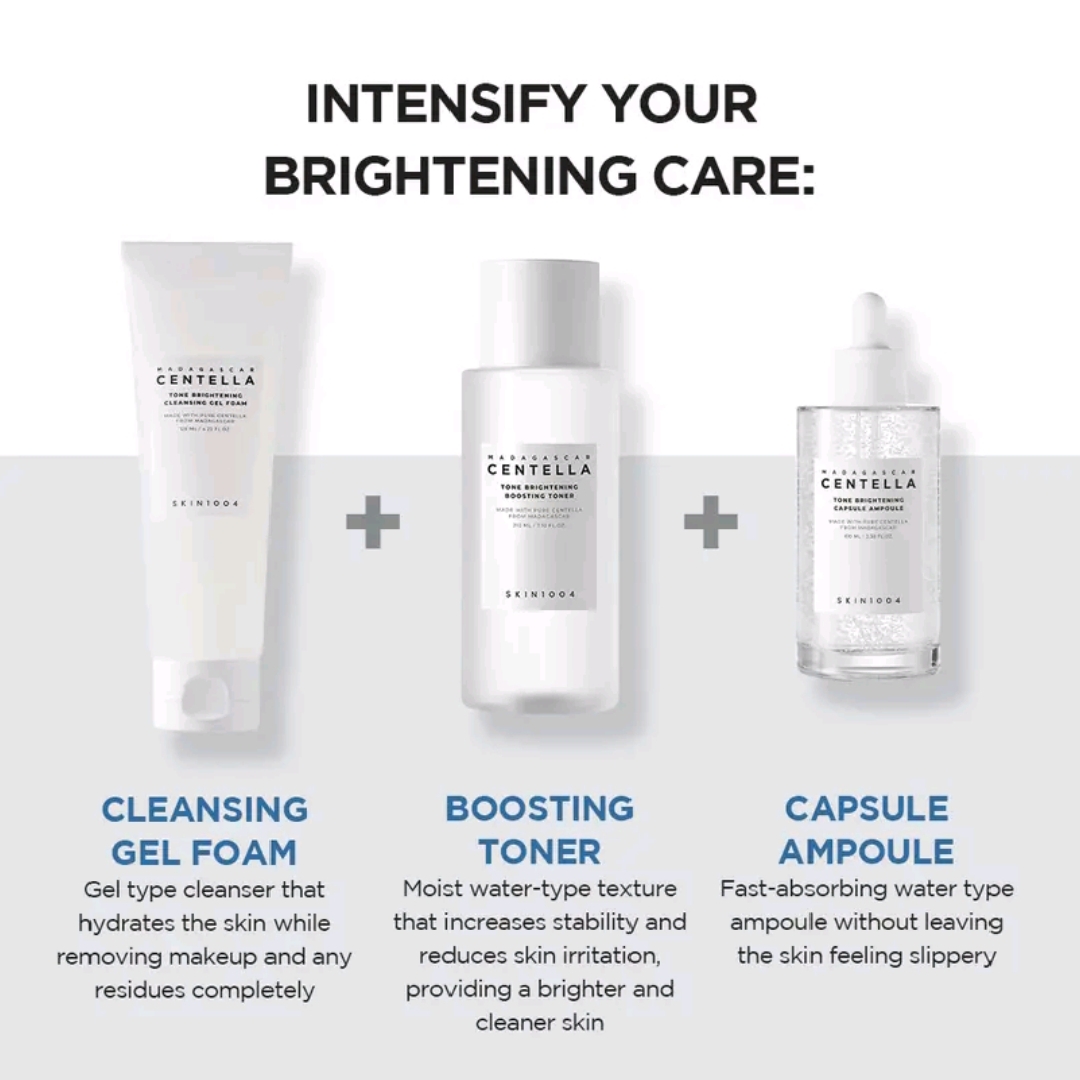 INTENSIFY YOUR
BRIGHTENING CARE:
MADAGASCAR
CENTELLA
TONE BRIGHTENING
CLEANSING GEL FOAM
MADE WITH PURE CENTELLA
FROM MADAGASCAR
SKIN1004
MADAGASCAR
CENTELLA
TONE BRIGHTENING
BOOSTING TONER
MADE WITH PURE CENTELLA
FROM MADAGASCAR
SKIN1004
MADAGASCAR
CENTELLA
TONE BRIGHTENING
CAPSULE AMPOULE
MADE WITH PURE CENTELLA
FROM MADAGASCAR
SKIN1004
+
+
CLEANSING
GEL FOAM
Gel type cleanser that
hydrates the skin while
removing makeup and any
residues completely
BOOSTING
TONER
Moist water-type texture
that increases stability and
reduces skin irritation,
providing a brighter and
cleaner skin
CAPSULE
AMPOULE
Fast-absorbing water type
ampoule without leaving
the skin feeling slippery